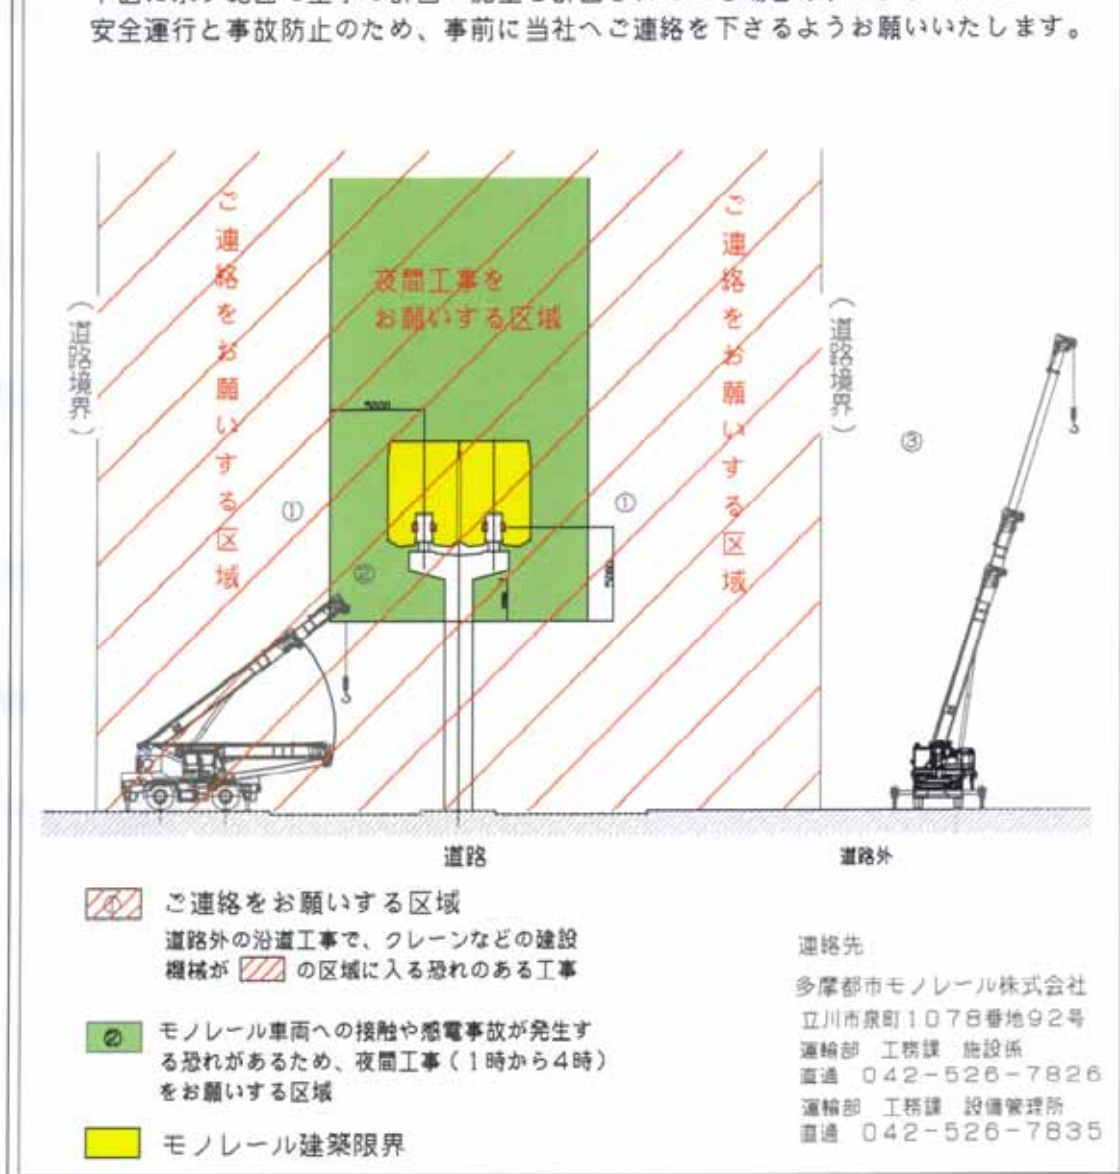 安全運行と事故防止のため、事前に当社へご連絡を下さるようお願いいたします。
ご連絡をお願いする区域
夜間工事を
お願いする区域
ご連絡をお願いする区域
(道路境界)
(道路境界)
5000
③
①
①
②
道路
道路外
① ご連絡をお願いする区域
道路外の沿道工事で、クレーンなどの建設
機械が の区域に入る恐れのある工事
② モノレール車両への接触や感電事故が発生す
る恐れがあるため、夜間工事(1時から4時)
をお願いする区域
モノレール建築限界
連絡先
多摩都市モノレール株式会社
立川市泉町1078番地92号
運輸部 工務課 施設係
直通 042-526-7826
運輸部 工務課 設備管理所
直通 042-526-7835